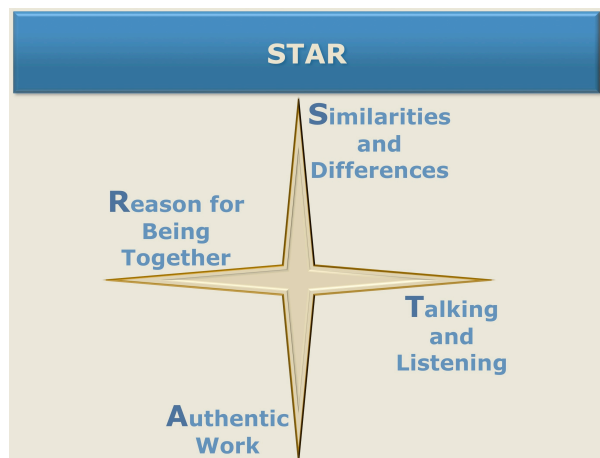 STAR
Similarities
and
Differences
Talking
and
Listening
Authentic
Work
Reason for
Being
Together